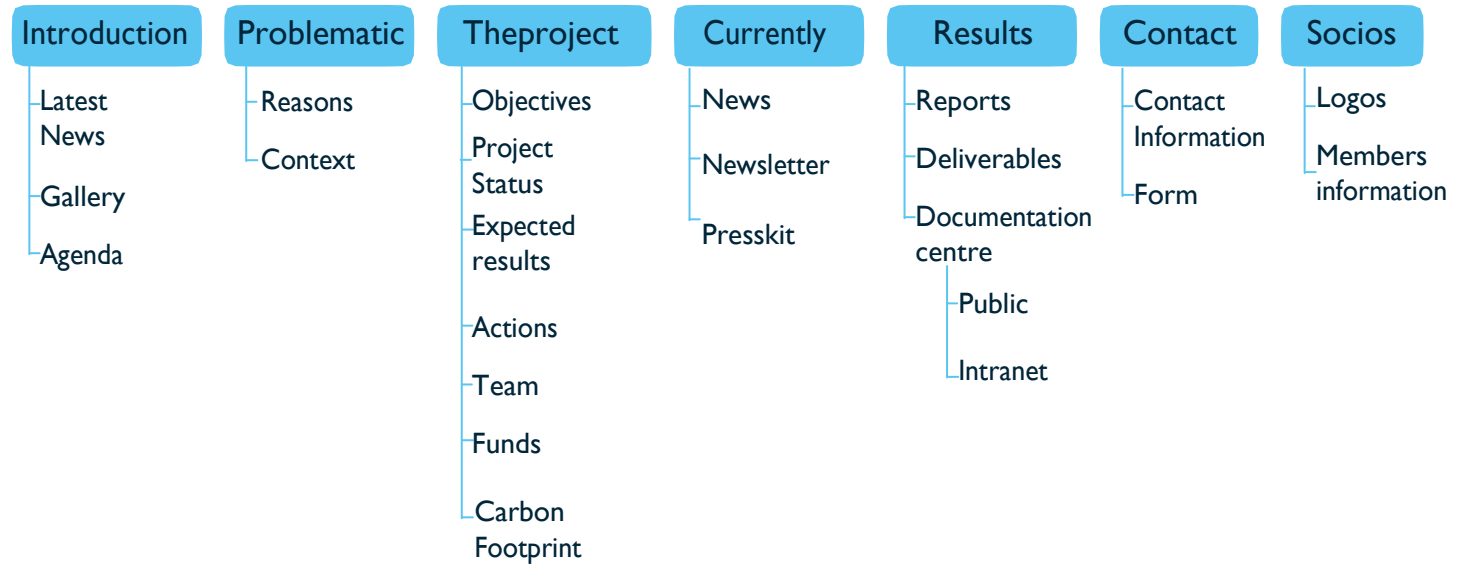 Introduction
Latest
News
Gallery
Agenda
Problematic
Reasons
Context
Theproject
Objectives
Project
Status
Expected
results
Actions
Team
Funds
Carbon
Footprint
Currently
News
Newsletter
Presskit
Results
Reports
Deliverables
Documentation
centre
Public
Intranet
Contact
Contact
Information
Form
Socios
Logos
Members
information